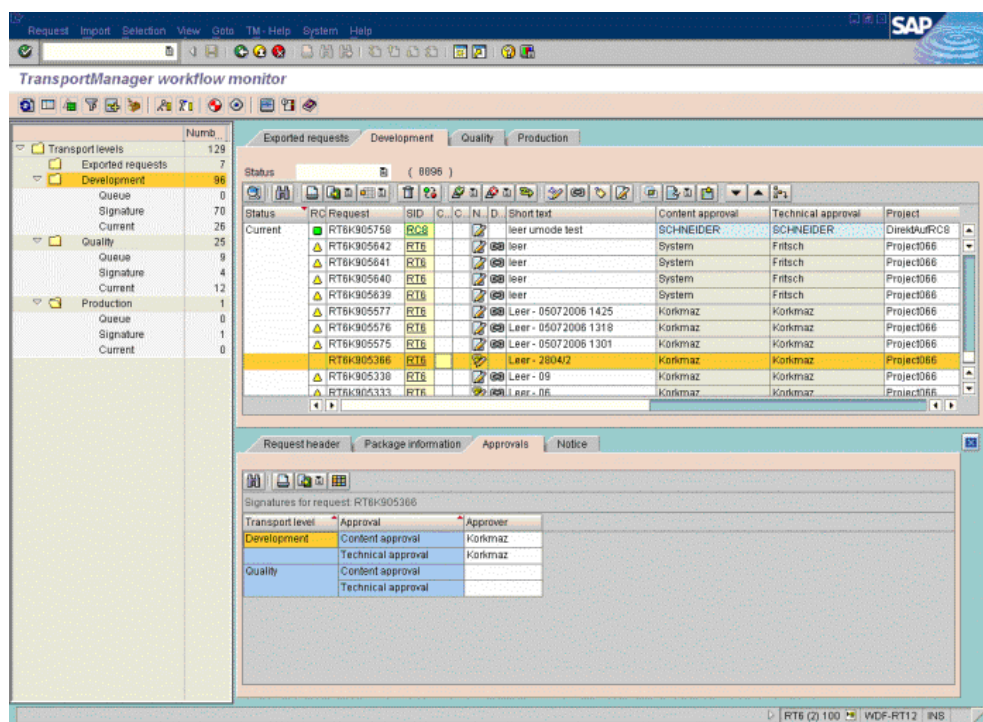 Request Import Selection View Goto TM-Help System Help
SAP
TransportManager workflow monitor
Numb...
Transport levels 129
Exported requests 7
Development 96
Queue 0
Signature 70
Current 26
Quality 25
Queue 9
Signature 4
Current 12
Production 1
Queue 0
Signature 1
Current 0
Exported requests Development Quality Production
Status ( 8896 )
Status RC Request SID C.. C.. N.. D.. Short text Content approval Technical approval Project
Current RT6K905758 RC8 leer umode test SCHNEIDER SCHNEIDER DirektAufRC8
RT6K905642 RT6 leer System Fritsch Project066
RT6K905641 RT6 leer System Fritsch Project066
RT6K905640 RT6 leer System Fritsch Project066
RT6K905639 RT6 leer System Fritsch Project066
RT6K905577 RT6 Leer - 05072006 1425 Korkmaz Korkmaz Project066
RT6K905576 RT6 Leer - 05072006 1318 Korkmaz Korkmaz Project066
RT6K905575 RT6 Leer - 05072006 1301 Korkmaz Korkmaz Project066
RT6K905366 RT6 Leer - 2804/2 Korkmaz Korkmaz Project066
RT6K905338 RT6 Leer - 09 Korkmaz Korkmaz Project066
RT6K905333 RT6 Leer - 06 Korkmaz Korkmaz Project066
Request header Package information Approvals Notice
Signatures for request: RT6K905366
Transport level Approval Approver
Development Content approval Korkmaz
Technical approval Korkmaz
Quality Content approval
Technical approval
RT6 (2) 100 WDF-RT12 INS